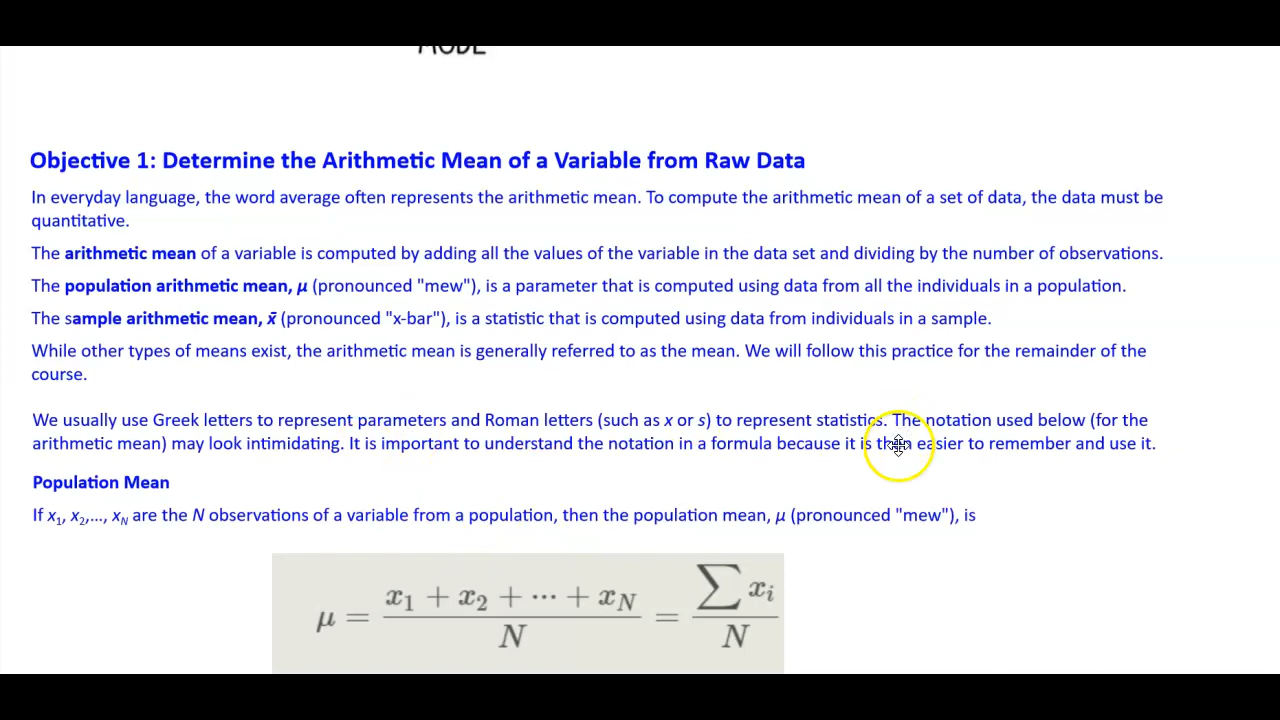 MODE
Objective 1: Determine the Arithmetic Mean of a Variable from Raw Data
In everyday language, the word average often represents the arithmetic mean. To compute the arithmetic mean of a set of data, the data must be
quantitative.
The arithmetic mean of a variable is computed by adding all the values of the variable in the data set and dividing by the number of observations.
The population arithmetic mean, μ (pronounced "mew"), is a parameter that is computed using data from all the individuals in a population.
The sample arithmetic mean, x̄ (pronounced "x-bar"), is a statistic that is computed using data from individuals in a sample.
While other types of means exist, the arithmetic mean is generally referred to as the mean. We will follow this practice for the remainder of the
course.
We usually use Greek letters to represent parameters and Roman letters (such as x or s) to represent statistics. The notation used below (for the
arithmetic mean) may look intimidating. It is important to understand the notation in a formula because it is then easier to remember and use it.
Population Mean
If x₁, x₂,..., x_N are the N observations of a variable from a population, then the population mean, μ (pronounced "mew"), is
μ = (x₁ + x₂ + ··· + x_N) / N = ∑ x_i / N